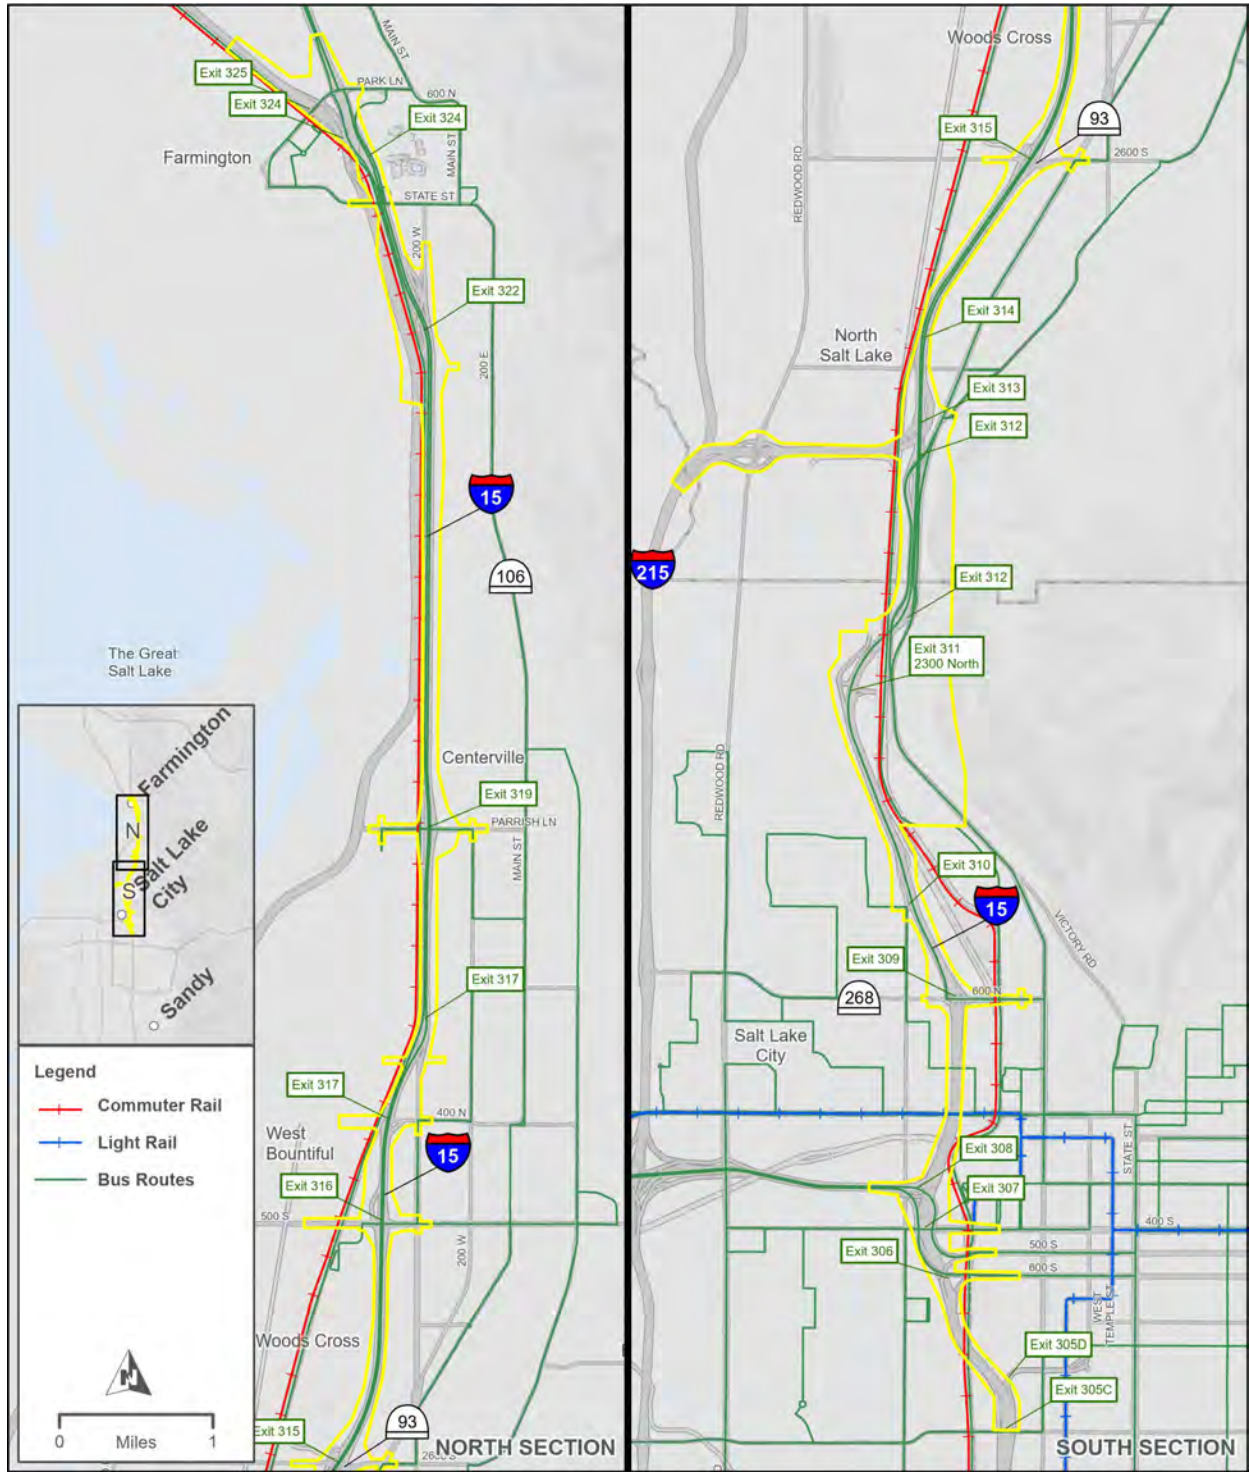 MAIN ST
Exit 325
PARK LN
600 N
Exit 324
Exit 324
MAIN ST
Farmington
STATE ST
200 W
Exit 322
200 E
15
106
The Great
Salt Lake
Centerville
Exit 319
PARRISH LN
MAIN ST
Exit 317
Exit 317
400 N
West
Bountiful
15
Exit 316
500 S
200 W
Woods Cross
93
Exit 315
2600 S
NORTH SECTION
Farmington
N
Salt Lake
City
S
Sandy
Legend
Commuter Rail
Light Rail
Bus Routes
N
0 Miles 1
Woods Cross
93
Exit 315
2600 S
REDWOOD RD
Exit 314
North
Salt Lake
Exit 313
Exit 312
215
Exit 312
Exit 311
2300 North
REDWOOD RD
Exit 310
15
VICTORY RD
Exit 309
600 N
268
Salt Lake
City
STATE ST
Exit 308
Exit 307
400 S
Exit 306
500 S
600 S
WEST
TEMPLE ST
Exit 305D
Exit 305C
SOUTH SECTION